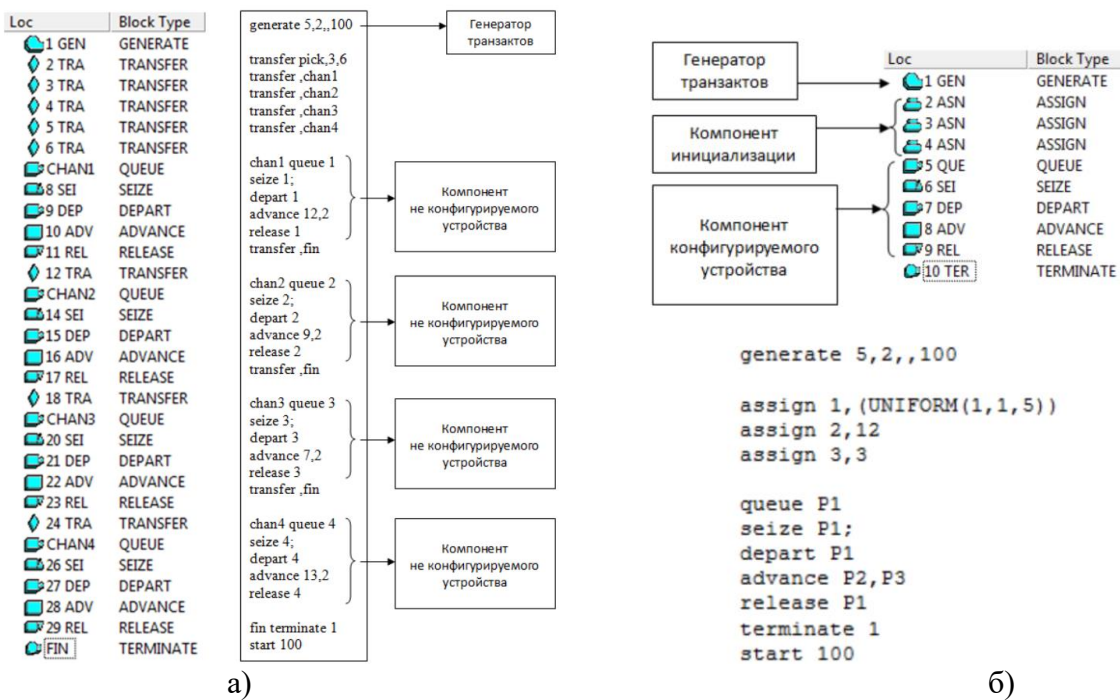 Loc Block Type
1 GEN GENERATE
2 TRA TRANSFER
3 TRA TRANSFER
4 TRA TRANSFER
5 TRA TRANSFER
6 TRA TRANSFER
CHAN1 QUEUE
8 SEI SEIZE
9 DEP DEPART
10 ADV ADVANCE
11 REL RELEASE
12 TRA TRANSFER
CHAN2 QUEUE
14 SEI SEIZE
15 DEP DEPART
16 ADV ADVANCE
17 REL RELEASE
18 TRA TRANSFER
CHAN3 QUEUE
20 SEI SEIZE
21 DEP DEPART
22 ADV ADVANCE
23 REL RELEASE
24 TRA TRANSFER
CHAN4 QUEUE
26 SEI SEIZE
27 DEP DEPART
28 ADV ADVANCE
29 REL RELEASE
FIN TERMINATE
generate 5,2,,100
transfer pick,3,6
transfer ,chan1
transfer ,chan2
transfer ,chan3
transfer ,chan4
chan1 queue 1
seize 1;
depart 1
advance 12,2
release 1
transfer ,fin
chan2 queue 2
seize 2;
depart 2
advance 9,2
release 2
transfer ,fin
chan3 queue 3
seize 3;
depart 3
advance 7,2
release 3
transfer ,fin
chan4 queue 4
seize 4;
depart 4
advance 13,2
release 4
fin terminate 1
start 100
Генератор
транзактов
Компонент
не конфигурируемого
устройства
Компонент
не конфигурируемого
устройства
Компонент
не конфигурируемого
устройства
Компонент
не конфигурируемого
устройства
а)
Генератор
транзактов
Компонент
инициализации
Компонент
конфигурируемого
устройства
Loc Block Type
1 GEN GENERATE
2 ASN ASSIGN
3 ASN ASSIGN
4 ASN ASSIGN
5 QUE QUEUE
6 SEI SEIZE
7 DEP DEPART
8 ADV ADVANCE
9 REL RELEASE
10 TER TERMINATE
generate 5,2,,100
assign 1,(UNIFORM(1,1,5))
assign 2,12
assign 3,3
queue P1
seize P1;
depart P1
advance P2,P3
release P1
terminate 1
start 100
б)